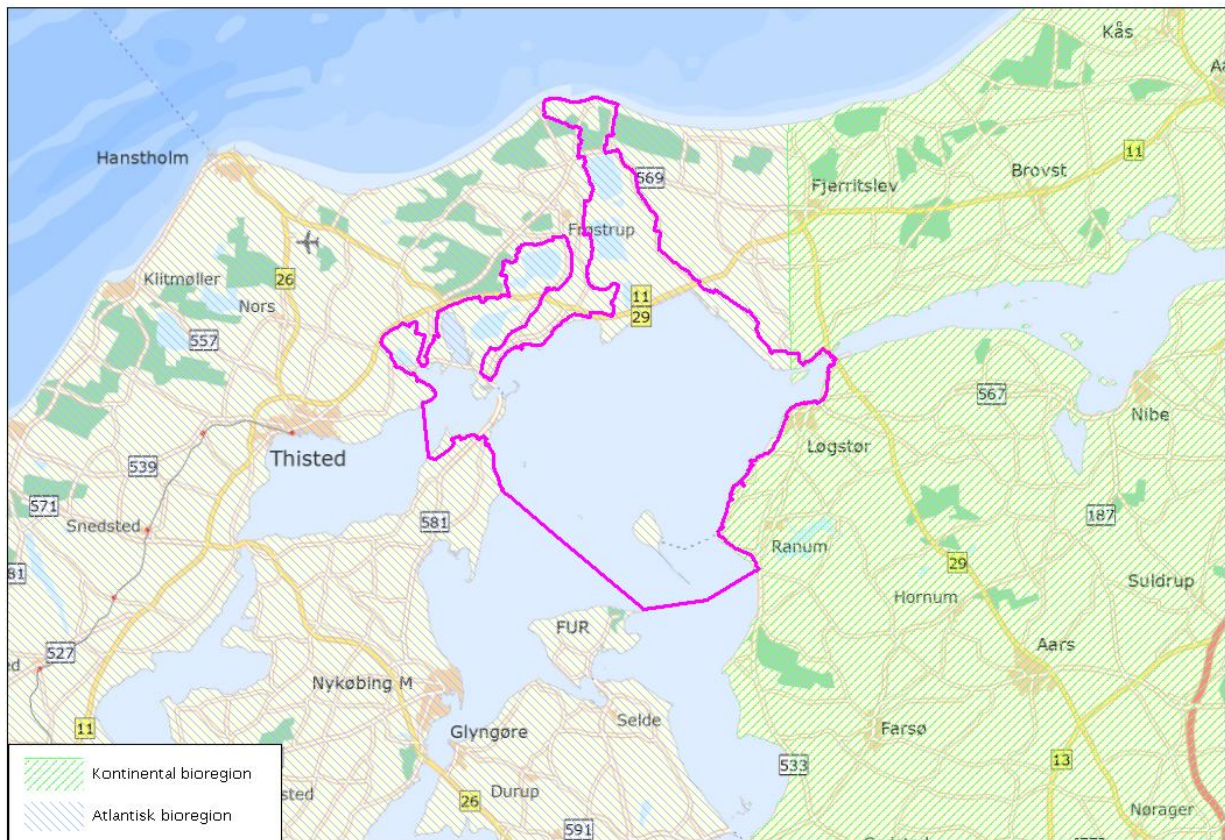 Kås
Hanstholm
11
569
Brovst
Fjerritslev
Frøstrup
26
Klitmøller
Nors
11
29
557
567
Nibe
Løgstør
Thisted
539
571
581
187
Snedsted
Ranum
29
Suldrup
Hornum
FUR
527
Aars
Nykøbing M
Selde
11
Glyngøre
Farsø
533
13
Kontinental bioregion
26
Durup
Nørager
Atlantisk bioregion
591